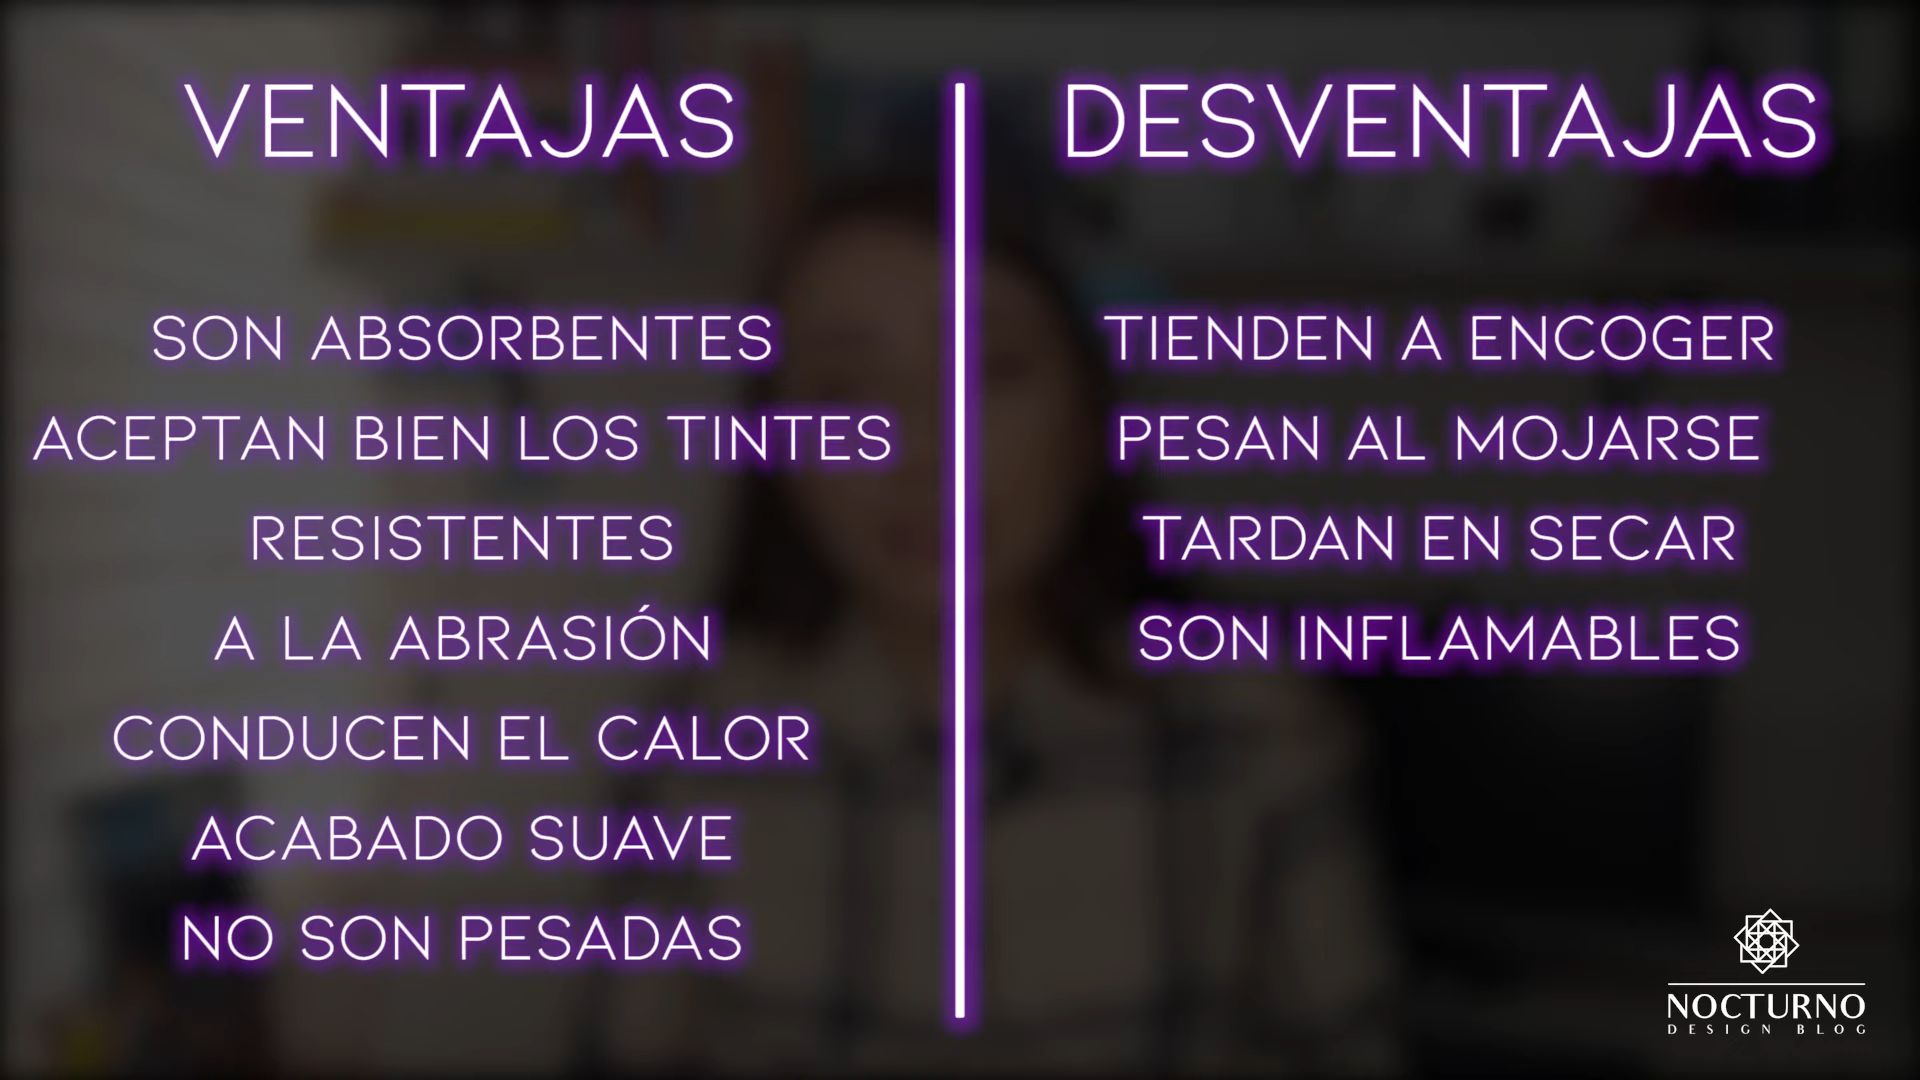 VENTAJAS
SON ABSORBENTES
ACEPTAN BIEN LOS TINTES
RESISTENTES
A LA ABRASIÓN
CONDUCEN EL CALOR
ACABADO SUAVE
NO SON PESADAS
DESVENTAJAS
TIENDEN A ENCOGER
PESAN AL MOJARSE
TARDAN EN SECAR
SON INFLAMABLES
NOCTURNO
DESIGN BLOG